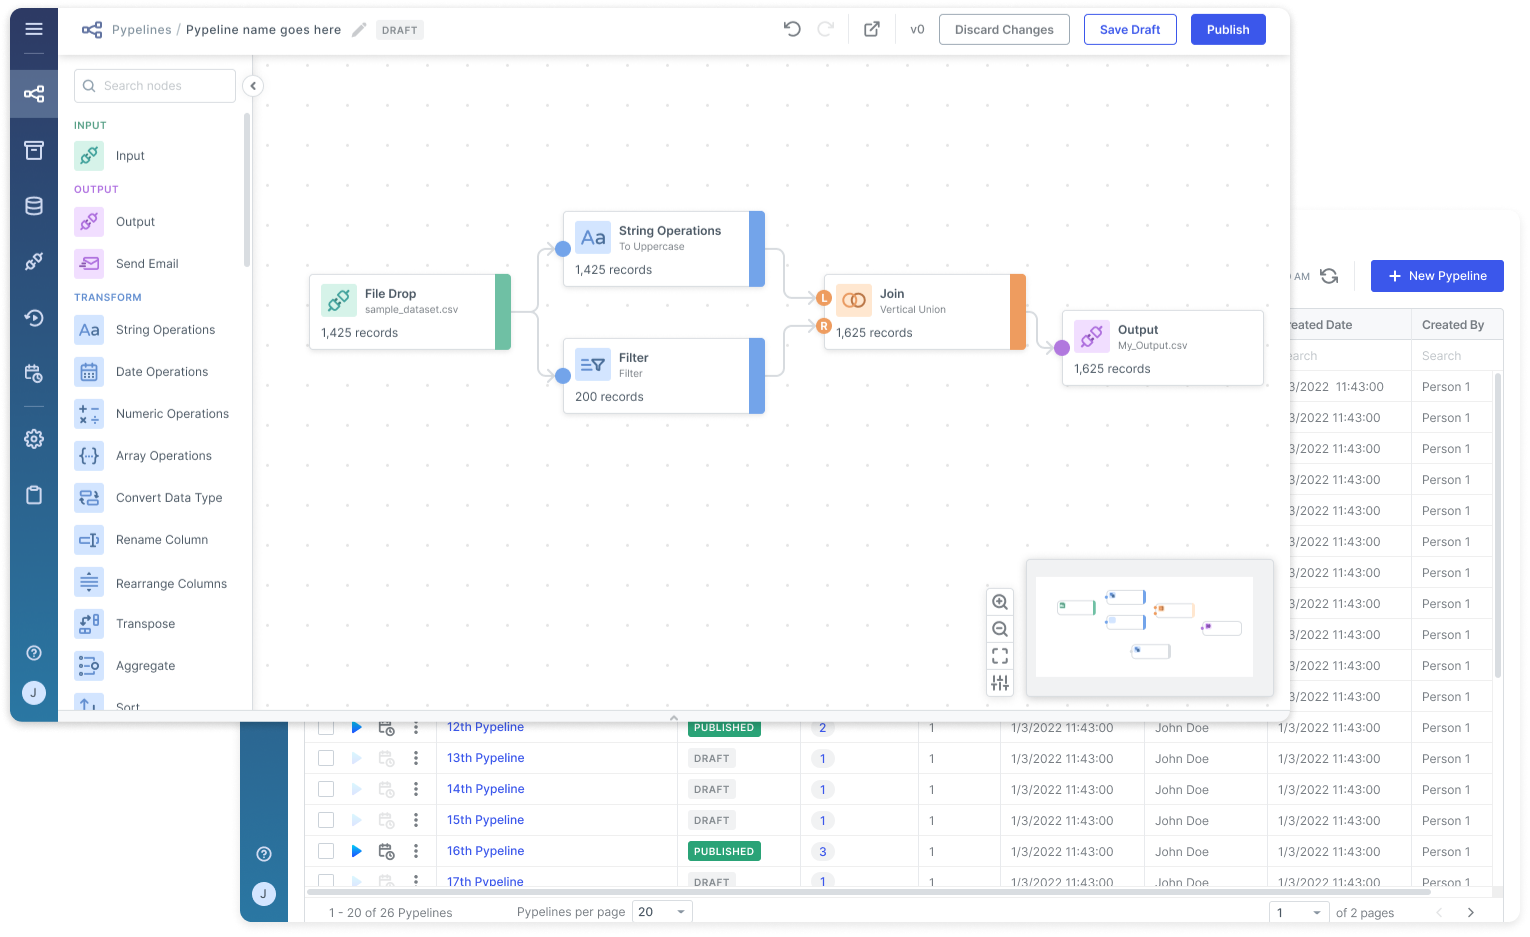 Pypelines / Pypeline name goes here DRAFT
v0 Discard Changes Save Draft Publish
Search nodes
INPUT
Input
OUTPUT
Output
Send Email
TRANSFORM
Aa String Operations
Date Operations
Numeric Operations
Array Operations
Convert Data Type
Rename Column
Rearrange Columns
Transpose
Aggregate
Sort
J
File Drop
sample_dataset.csv
1,425 records
Aa String Operations
To Uppercase
1,425 records
Filter
Filter
200 records
L
R
Join
Vertical Union
1,625 records
Output
My_Output.csv
1,625 records
AM + New Pypeline
reated Date Created By
earch Search
3/2022 11:43:00 Person 1
3/2022 11:43:00 Person 1
3/2022 11:43:00 Person 1
3/2022 11:43:00 Person 1
3/2022 11:43:00 Person 1
3/2022 11:43:00 Person 1
3/2022 11:43:00 Person 1
3/2022 11:43:00 Person 1
3/2022 11:43:00 Person 1
3/2022 11:43:00 Person 1
3/2022 11:43:00 Person 1
12th Pypeline PUBLISHED 2 1 1/3/2022 11:43:00 John Doe 1/3/2022 11:43:00 Person 1
13th Pypeline DRAFT 1 1 1/3/2022 11:43:00 John Doe 1/3/2022 11:43:00 Person 1
14th Pypeline DRAFT 1 1 1/3/2022 11:43:00 John Doe 1/3/2022 11:43:00 Person 1
15th Pypeline DRAFT 1 1 1/3/2022 11:43:00 John Doe 1/3/2022 11:43:00 Person 1
16th Pypeline PUBLISHED 3 1 1/3/2022 11:43:00 John Doe 1/3/2022 11:43:00 Person 1
17th Pypeline DRAFT 1 1 1/3/2022 11:43:00 John Doe 1/3/2022 11:43:00 Person 1
J
1 - 20 of 26 Pypelines Pypelines per page 20 1 of 2 pages